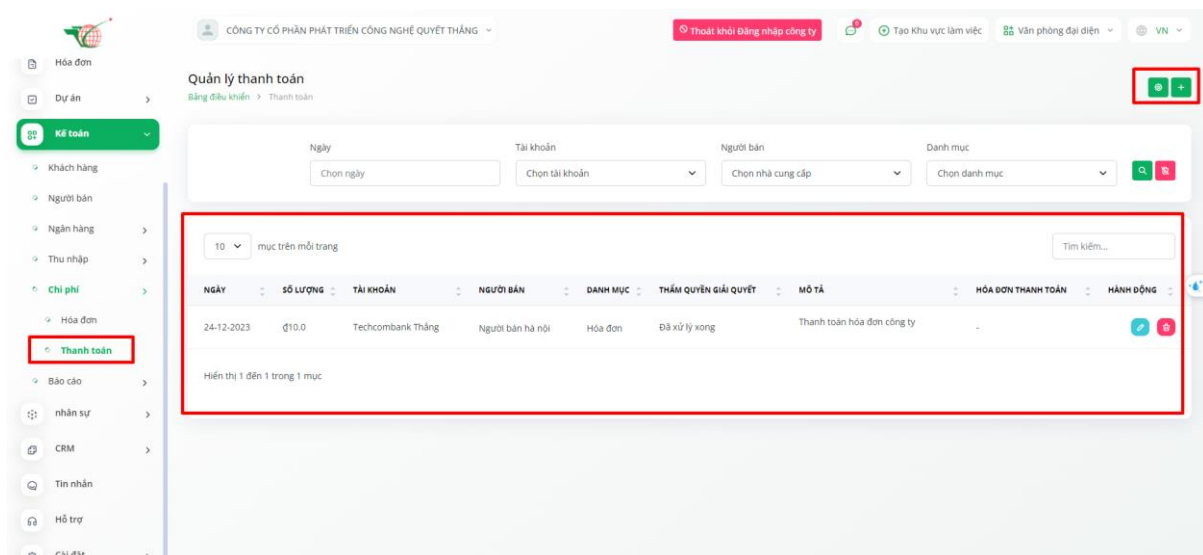 CÔNG TY CỔ PHẦN PHÁT TRIỂN CÔNG NGHỆ QUYẾT THẮNG
Thoát khỏi Đăng nhập công ty
Tạo Khu vực làm việc
Văn phòng đại diện
VN
Hóa đơn
Dự án
Kế toán
Khách hàng
Người bán
Ngân hàng
Thu nhập
Chi phí
Hóa đơn
Thanh toán
Báo cáo
nhân sự
CRM
Tin nhắn
Hỗ trợ
Cài đặt
Quản lý thanh toán
Bảng điều khiển > Thanh toán
Ngày Tài khoản Người bán Danh mục
Chọn ngày Chọn tài khoản Chọn nhà cung cấp Chọn danh mục
10 mục trên mỗi trang Tìm kiếm...
NGÀY SỐ LƯỢNG TÀI KHOẢN NGƯỜI BÁN DANH MỤC THẨM QUYỀN GIẢI QUYẾT MÔ TẢ HÓA ĐƠN THANH TOÁN HÀNH ĐỘNG
24-12-2023 ₫10.0 Techcombank Thắng Người bán hà nội Hóa đơn Đã xử lý xong Thanh toán hóa đơn công ty -
Hiển thị 1 đến 1 trong 1 mục